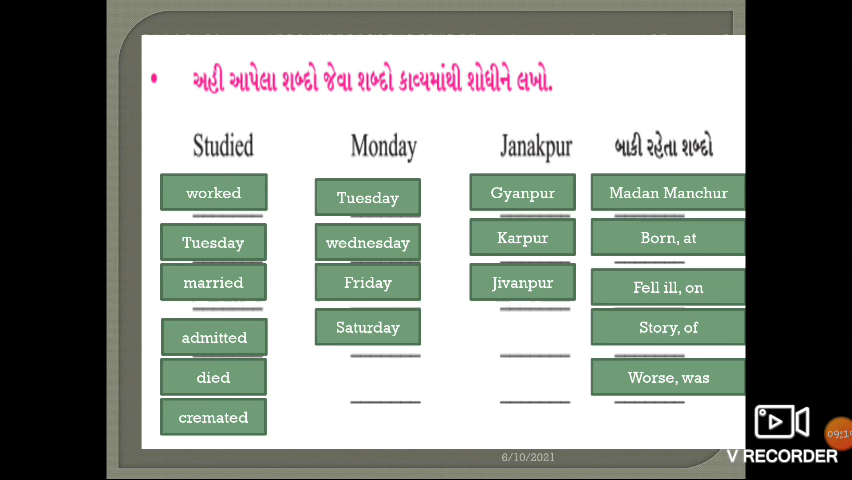 • અહીં આપેલા શબ્દો જેવા શબ્દો કાવ્યમાંથી શોધીને લખો.
Studied Monday Janakpur બાકી રહેતા શબ્દો
worked Tuesday Gyanpur Madan Manchur
Tuesday wednesday Karpur Born, at
married Friday Jivanpur Fell ill, on
admitted Saturday Story, of
died Worse, was
cremated
6/10/2021
V RECORDER